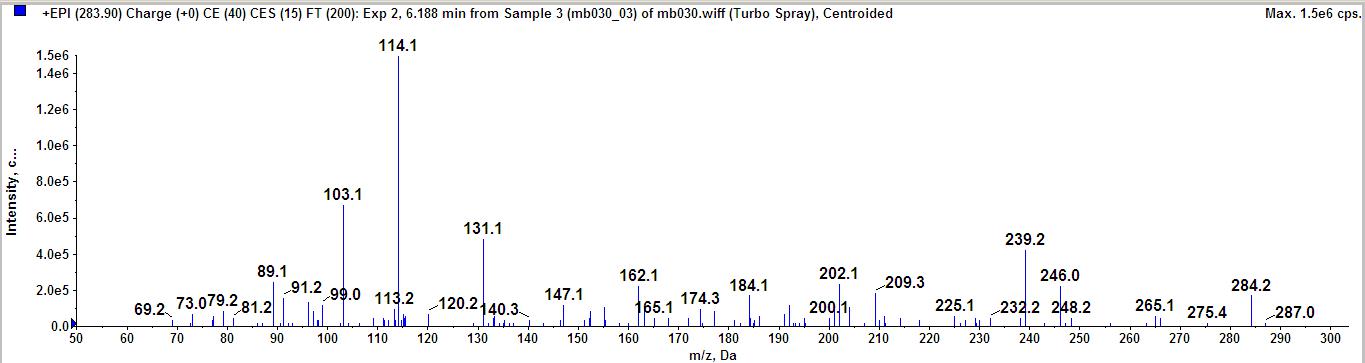 +EPI (283.90) Charge (+0) CE (40) CES (15) FT (200): Exp 2, 6.188 min from Sample 3 (mb030_03) of mb030.wiff (Turbo Spray), Centroided
Max. 1.5e6 cps.
114.1
1.5e6
1.4e6
1.2e6
1.0e6
8.0e5
6.0e5
4.0e5
2.0e5
0.0
Intensity, c...
103.1
131.1
239.2
89.1
202.1
162.1
246.0
91.2
99.0
147.1
184.1
209.3
284.2
69.2
73.0
79.2
81.2
113.2
120.2
140.3
165.1
174.3
200.1
225.1
232.2
248.2
265.1
275.4
287.0
50 60 70 80 90 100 110 120 130 140 150 160 170 180 190 200 210 220 230 240 250 260 270 280 290 300
m/z, Da